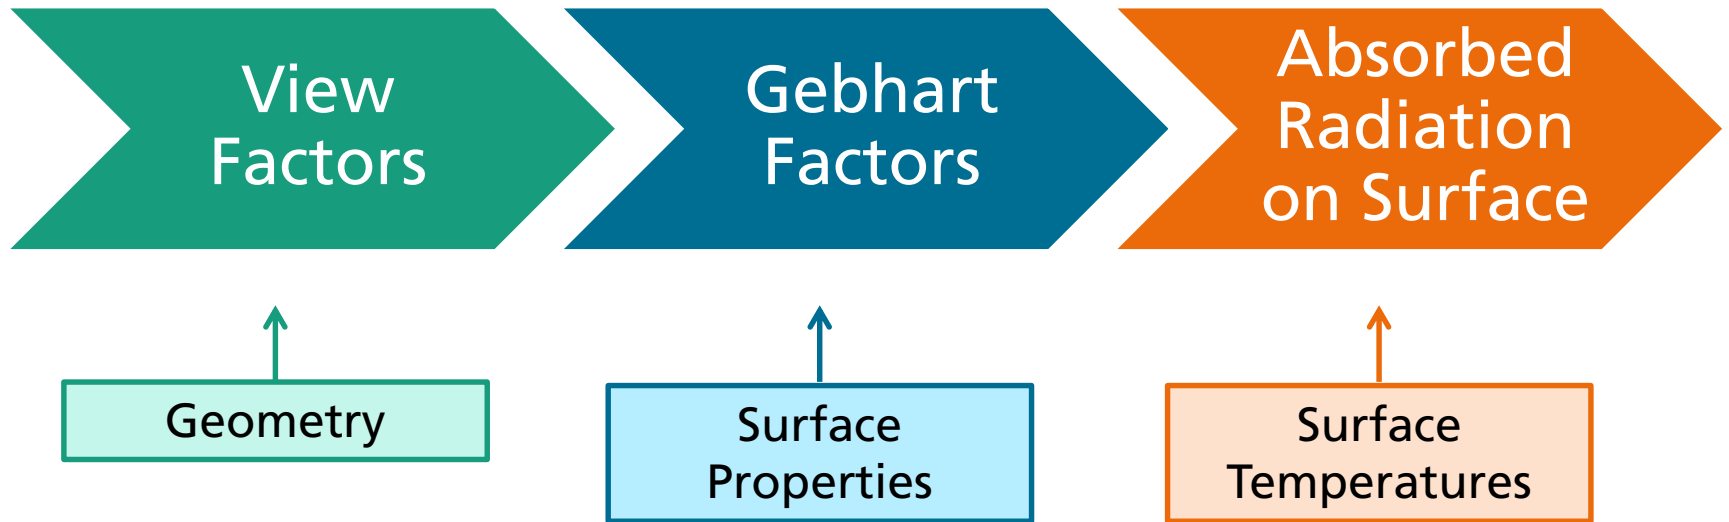 View
Factors
Gebhart
Factors
Absorbed
Radiation
on Surface
Geometry
Surface
Properties
Surface
Temperatures